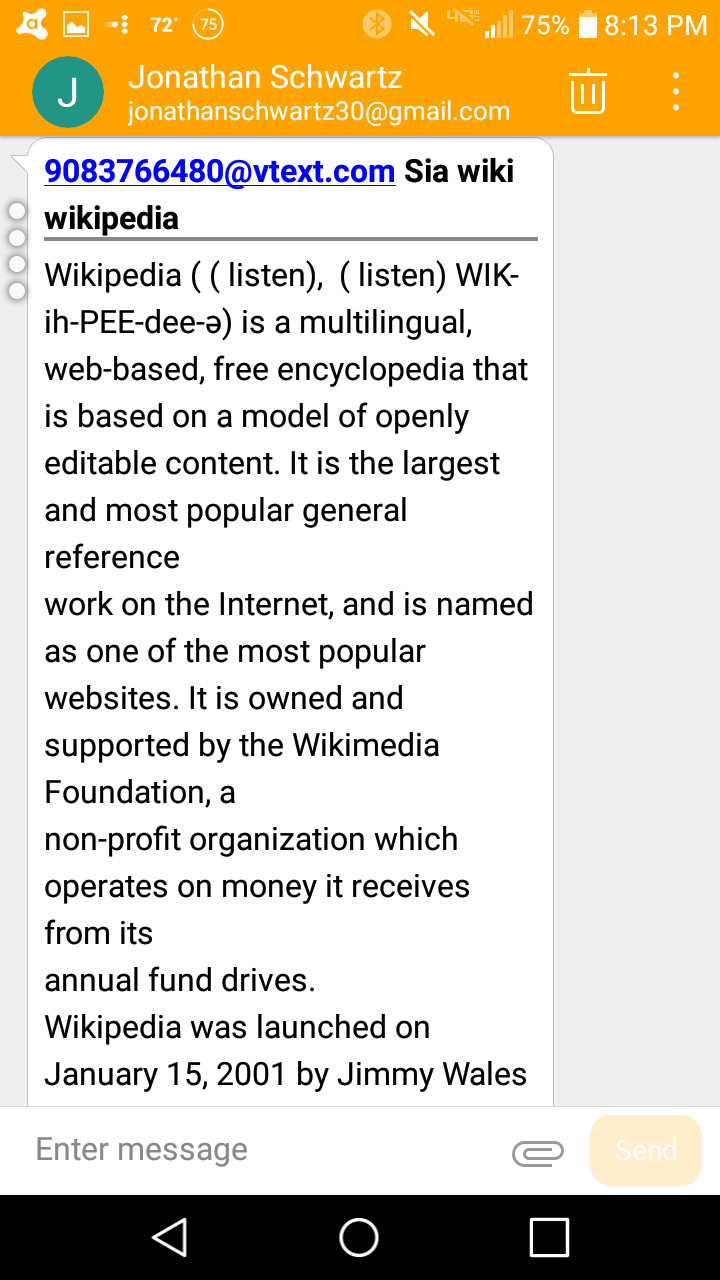 72° 75 75% 8:13 PM
J
Jonathan Schwartz
jonathanschwartz30@gmail.com
9083766480@vtext.com Sia wiki
wikipedia
Wikipedia ( ( listen),  ( listen) WIK-
ih-PEE-dee-ə) is a multilingual,
web-based, free encyclopedia that
is based on a model of openly
editable content. It is the largest
and most popular general
reference
work on the Internet, and is named
as one of the most popular
websites. It is owned and
supported by the Wikimedia
Foundation, a
non-profit organization which
operates on money it receives
from its
annual fund drives.
Wikipedia was launched on
January 15, 2001 by Jimmy Wales
Enter message
Send